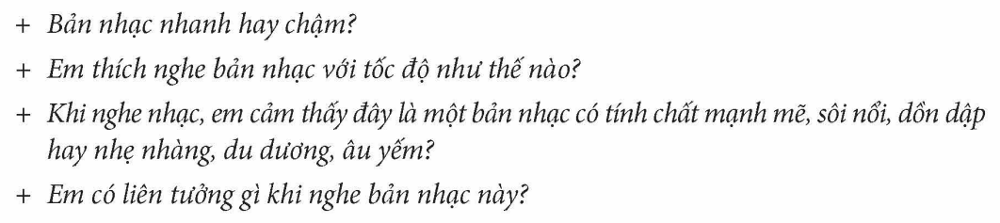 + Bản nhạc nhanh hay chậm?
+ Em thích nghe bản nhạc với tốc độ như thế nào?
+ Khi nghe nhạc, em cảm thấy đây là một bản nhạc có tính chất mạnh mẽ, sôi nổi, dồn dập
hay nhẹ nhàng, du dương, âu yếm?
+ Em có liên tưởng gì khi nghe bản nhạc này?